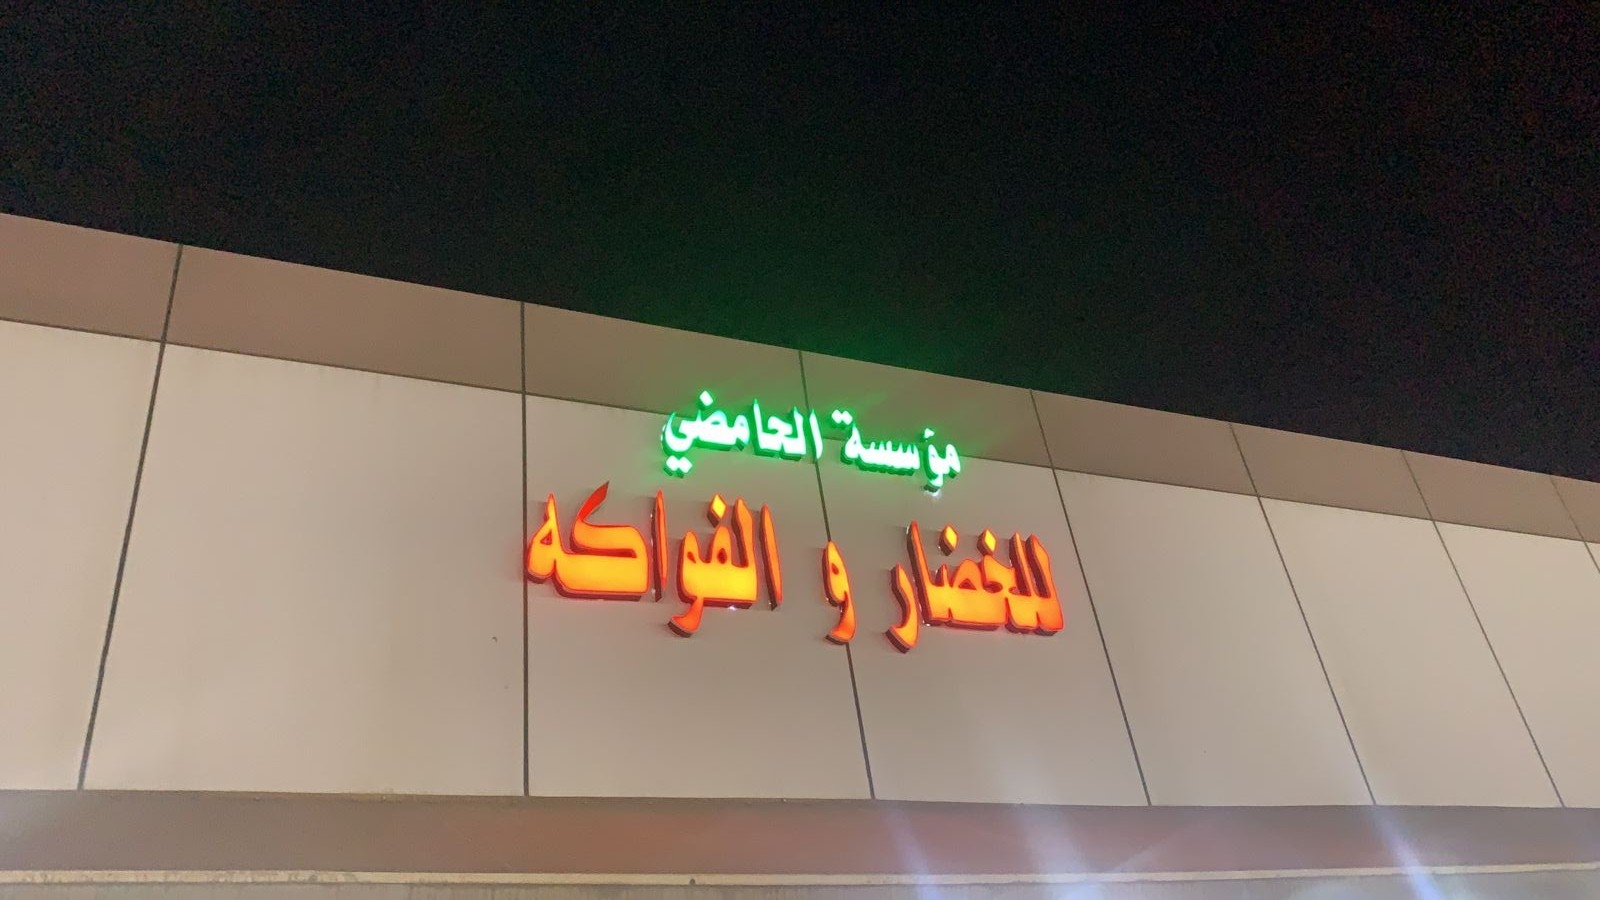 مؤسسة الحامضي
للخضار و الفواكه